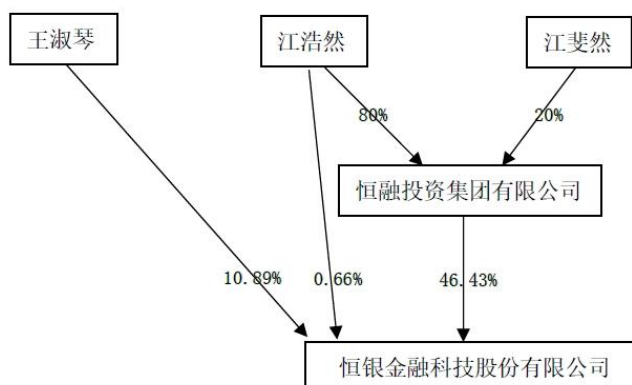 王淑琴
江浩然
江斐然
80%
20%
恒融投资集团有限公司
10.89%
0.66%
46.43%
恒银金融科技股份有限公司